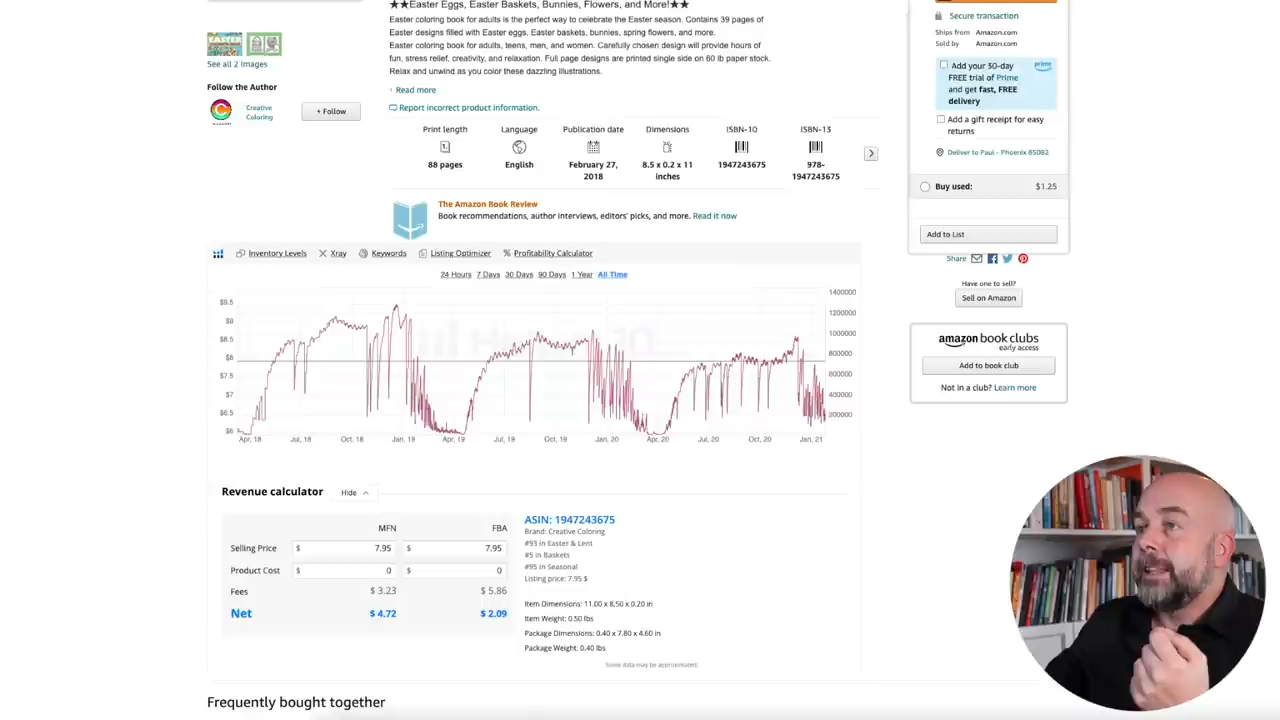 ★★Easter Eggs, Easter Baskets, Bunnies, Flowers, and More!★★
Easter coloring book for adults is the perfect way to celebrate the Easter season. Contains 39 pages of
Easter designs filled with Easter eggs, Easter baskets, bunnies, spring flowers, and more.
Easter coloring book for adults, teens, men, and women. Carefully chosen design will provide hours of
fun, stress relief, creativity, and relaxation. Full page designs are printed single side on 60 lb paper stock.
Relax and unwind as you color these dazzling illustrations.
Read more
Report incorrect product information.
See all 2 images
Follow the Author
Creative
Coloring
+ Follow
Print length
88 pages
Language
English
Publication date
February 27,
2018
Dimensions
8.5 x 0.2 x 11
inches
ISBN-10
1947243675
ISBN-13
978-
1947243675
The Amazon Book Review
Book recommendations, author interviews, editors' picks, and more. Read it now
Secure transaction
Ships from Amazon.com
Sold by Amazon.com
Add your 30-day
FREE trial of Prime
and get fast, FREE
delivery
prime
Add a gift receipt for easy
returns
Deliver to Paul - Phoenix 85082
Buy used: $1.25
Add to List
Share
Have one to sell?
Sell on Amazon
amazon book clubs
early access
Add to book club
Not in a club? Learn more
Inventory Levels Xray Keywords Listing Optimizer Profitability Calculator
24 Hours 7 Days 30 Days 90 Days 1 Year All Time
$9.5
$9
$8.5
$8
$7.5
$7
$6.5
$6
1400000
1200000
1000000
800000
600000
400000
200000
Apr, 18 Jul, 18 Oct, 18 Jan, 19 Apr, 19 Jul, 19 Oct, 19 Jan, 20 Apr, 20 Jul, 20 Oct, 20 Jan, 21
Revenue calculator Hide
MFN FBA
Selling Price $ 7.95 $ 7.95
Product Cost $ 0 $ 0
Fees $ 3.23 $ 5.86
Net $ 4.72 $ 2.09
ASIN: 1947243675
Brand: Creative Coloring
#93 in Easter & Lent
#5 in Baskets
#95 in Seasonal
Listing price: 7.95 $
Item Dimensions: 11.00 x 8.50 x 0.20 in
Item Weight: 0.50 lbs
Package Dimensions: 0.40 x 7.80 x 4.60 in
Package Weight: 0.40 lbs
Some data may be approximated.
Frequently bought together